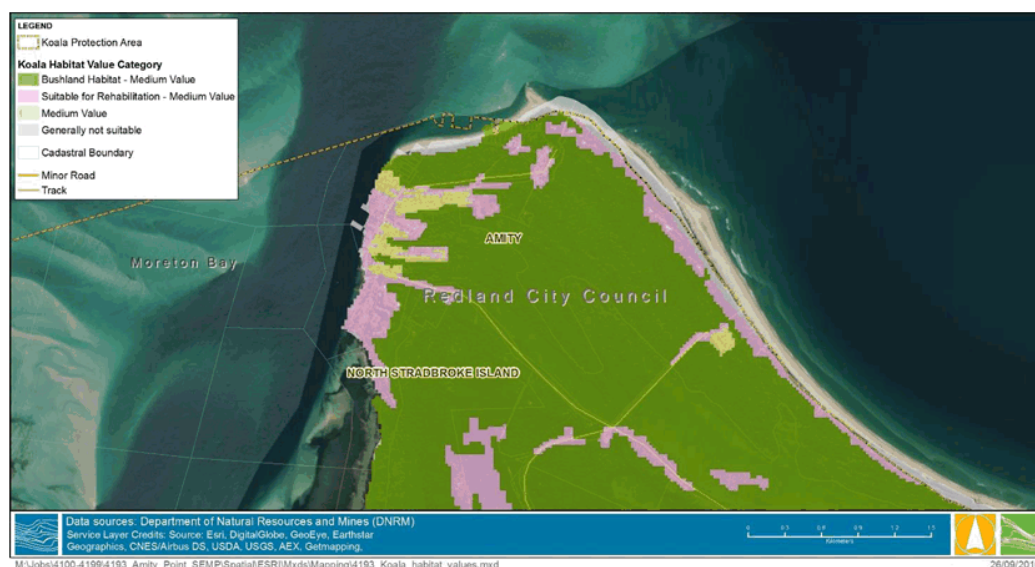 LEGEND
Koala Protection Area
Koala Habitat Value Category
Bushland Habitat - Medium Value
Suitable for Rehabilitation - Medium Value
Medium Value
Generally not suitable
Cadastral Boundary
Minor Road
Track
Moreton Bay
AMITY
Redland City Council
NORTH STRADBROKE ISLAND
Data sources: Department of Natural Resources and Mines (DNRM)
Service Layer Credits: Source: Esri, DigitalGlobe, GeoEye, Earthstar
Geographics, CNES/Airbus DS, USDA, USGS, AEX, Getmapping,
Kilometers
M:\Jobs\4100-4199\4193_Amity_Point_SEMP\Spatial\ESRI\Mxds\Mapping\4193_Koala_habitat_values.mxd
26/09/201